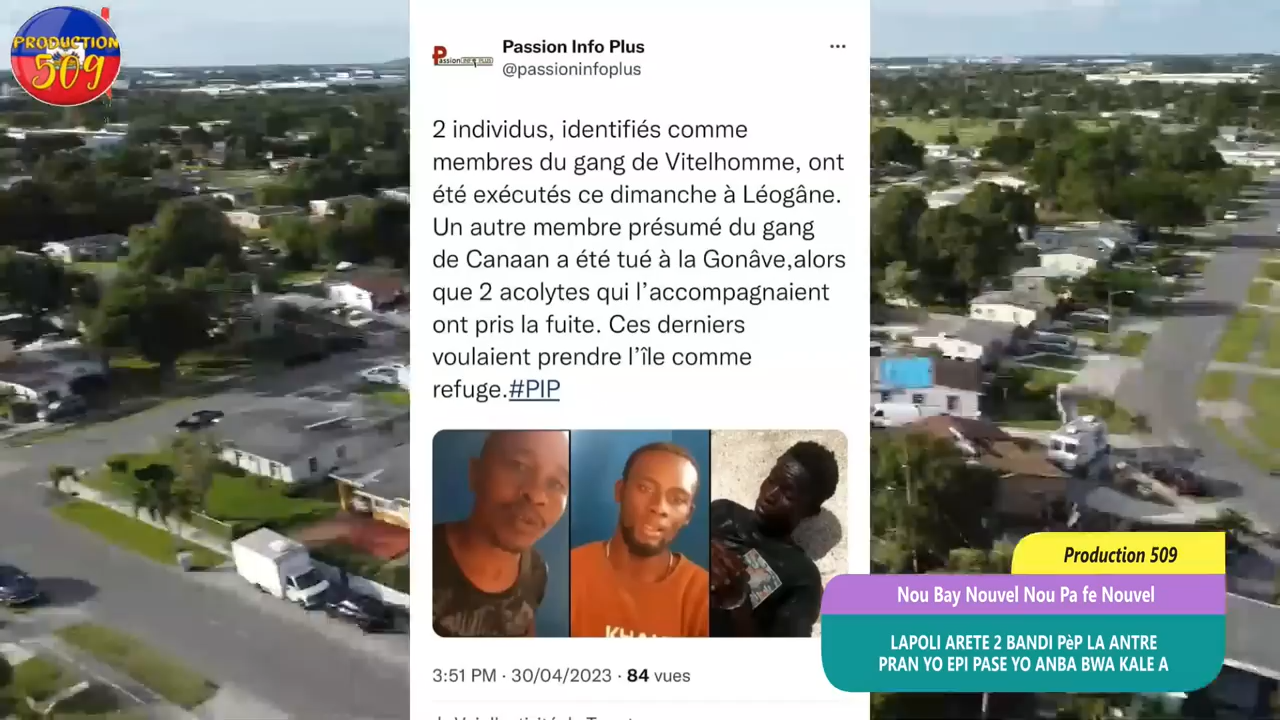 PRODUCTION
509
Passion Info Plus
Passion INFO PLUS
@passioninfoplus
2 individus, identifiés comme
membres du gang de Vitelhomme, ont
été exécutés ce dimanche à Léogâne.
Un autre membre présumé du gang
de Canaan a été tué à la Gonâve,alors
que 2 acolytes qui l'accompagnaient
ont pris la fuite. Ces derniers
voulaient prendre l'île comme
refuge.#PIP
3:51 PM · 30/04/2023 · 84 vues
Production 509
Nou Bay Nouvel Nou Pa fe Nouvel
LAPOLI ARETE 2 BANDI PèP LA ANTRE
PRAN YO EPI PASE YO ANBA BWA KALE A